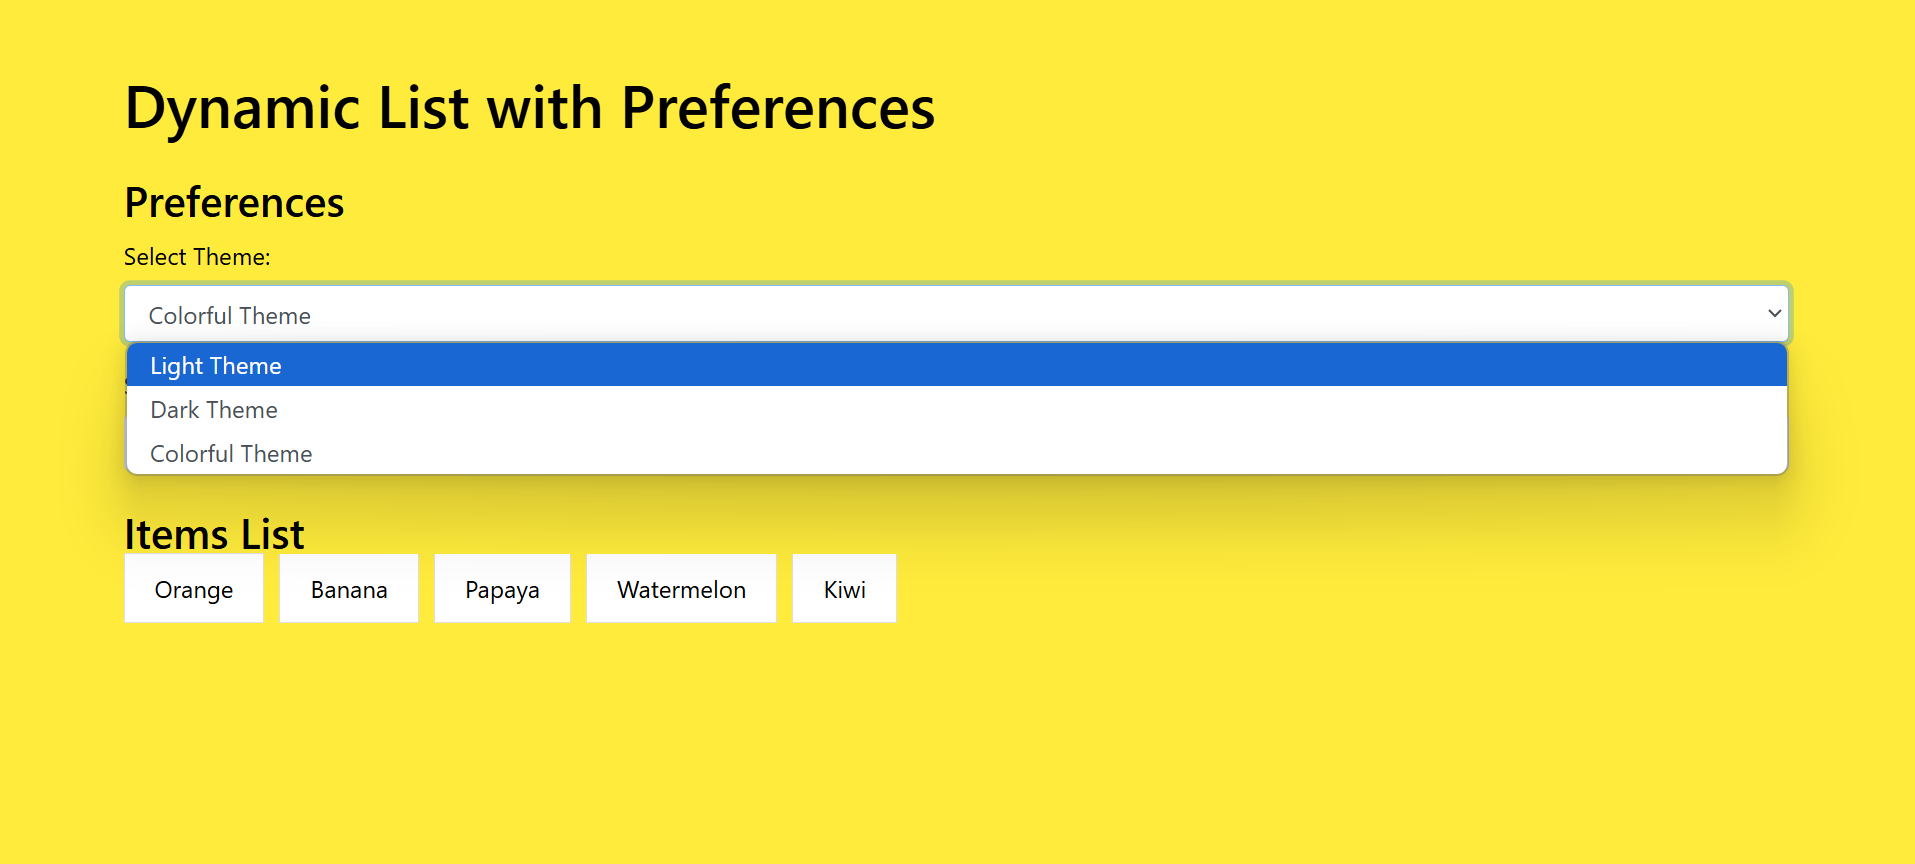 Dynamic List with Preferences
Preferences
Select Theme:
Colorful Theme
Light Theme
Dark Theme
Colorful Theme
Items List
Orange Banana Papaya Watermelon Kiwi